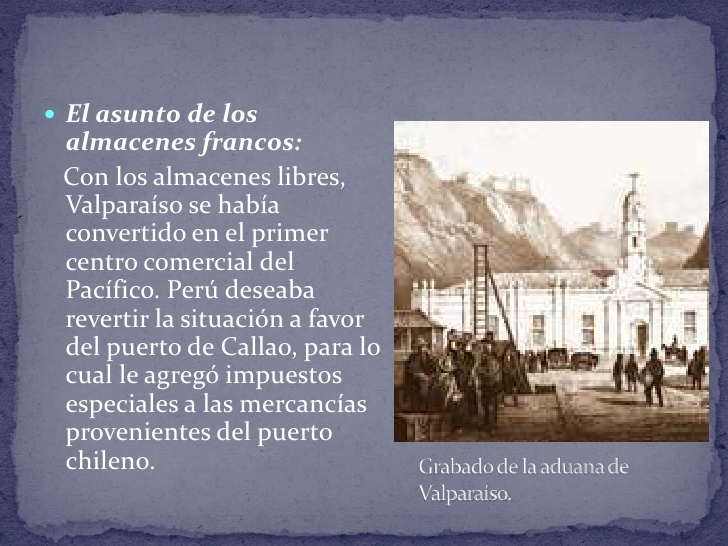 El asunto de los
almacenes francos:
Con los almacenes libres,
Valparaíso se había
convertido en el primer
centro comercial del
Pacífico. Perú deseaba
revertir la situación a favor
del puerto de Callao, para lo
cual le agregó impuestos
especiales a las mercancías
provenientes del puerto
chileno.
Grabado de la aduana de
Valparaíso.